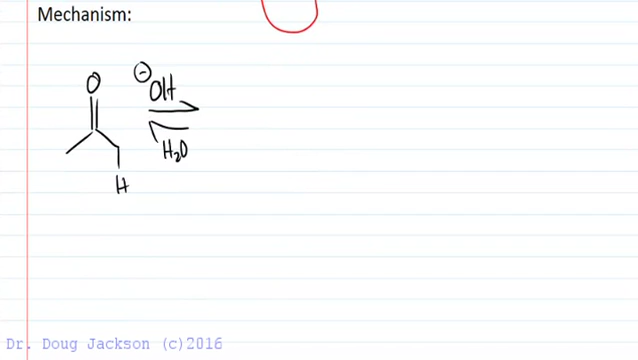 Mechanism:
O
⊖OH
H₂O
H
Dr. Doug Jackson (c)2016